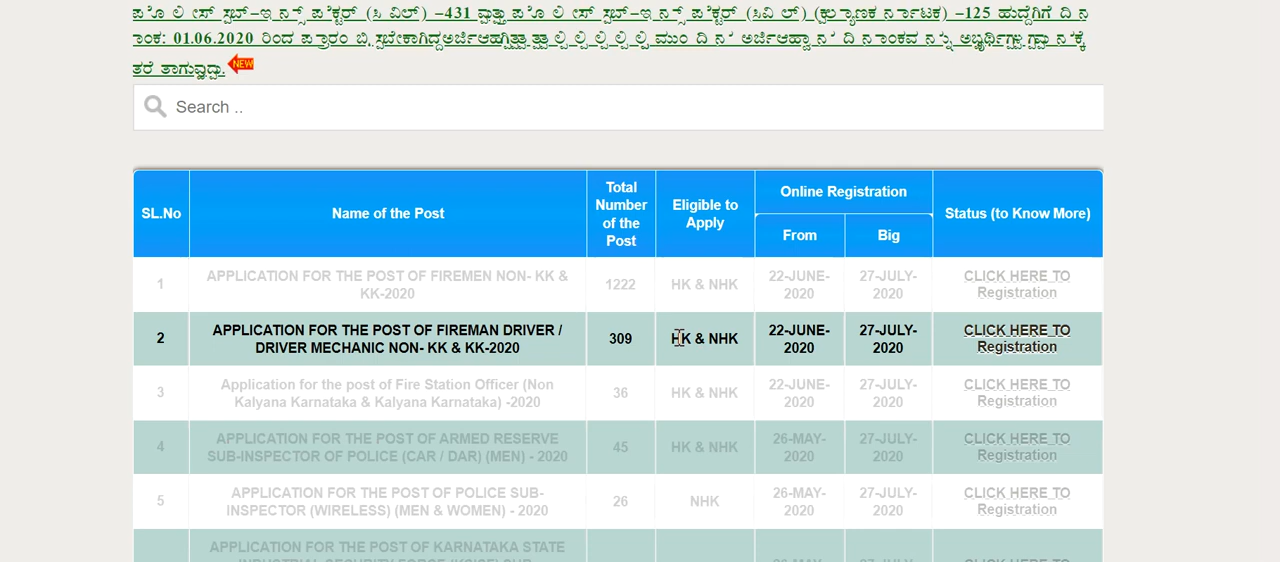 ಪೊಲೀಸ್ ಸಬ್-ಇನ್ಸ್‌ಪೆಕ್ಟರ್ (ಸಿವಿಲ್) –431 ಮತ್ತು ಪೊಲೀಸ್ ಸಬ್-ಇನ್ಸ್‌ಪೆಕ್ಟರ್ (ಸಿವಿಲ್) (ಕಲ್ಯಾಣ ಕರ್ನಾಟಕ) –125 ಹುದ್ದೆಗಿಗೆ ದಿನ
ಾಂಕ: 01.06.2020 ರಿಂದ
ತರೆ
NEW
Search ..
SL.No
Name of the Post
Total Number of the Post
Eligible to Apply
Online Registration
From
Big
Status (to Know More)
1
APPLICATION FOR THE POST OF FIREMEN NON- KK &
KK-2020
1222
HK & NHK
22-JUNE-
2020
27-JULY-
2020
CLICK HERE TO
Registration
2
APPLICATION FOR THE POST OF FIREMAN DRIVER /
DRIVER MECHANIC NON- KK & KK-2020
309
HK & NHK
22-JUNE-
2020
27-JULY-
2020
CLICK HERE TO
Registration
3
Application for the post of Fire Station Officer (Non
Kalyana Karnataka & Kalyana Karnataka) -2020
36
HK & NHK
22-JUNE-
2020
27-JULY-
2020
CLICK HERE TO
Registration
4
APPLICATION FOR THE POST OF ARMED RESERVE
SUB-INSPECTOR OF POLICE (CAR / DAR) (MEN) - 2020
45
HK & NHK
26-MAY-
2020
27-JULY-
2020
CLICK HERE TO
Registration
5
APPLICATION FOR THE POST OF POLICE SUB-
INSPECTOR (WIRELESS) (MEN & WOMEN) - 2020
26
NHK
26-MAY-
2020
27-JULY-
2020
CLICK HERE TO
Registration
APPLICATION FOR THE POST OF KARNATAKA STATE